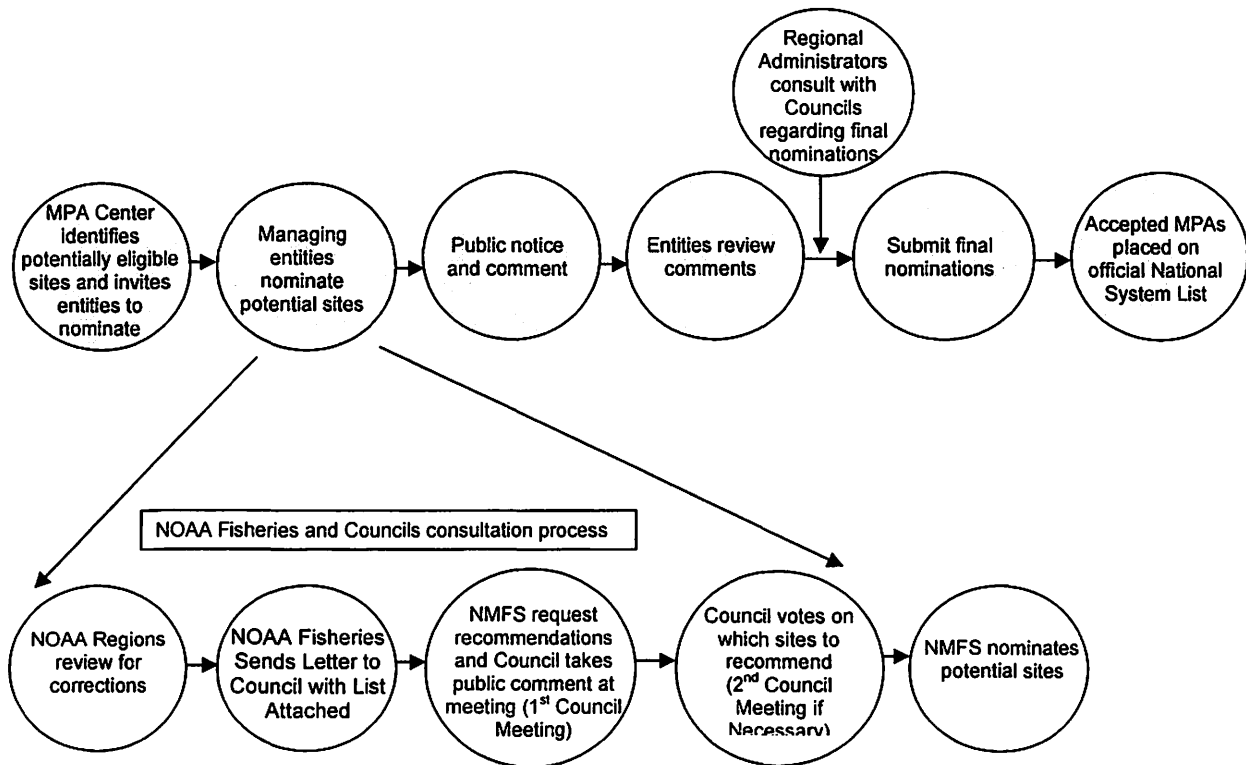 Regional
Administrators
consult with
Councils
regarding final
nominations
MPA Center
identifies
potentially eligible
sites and invites
entities to
nominate
Managing
entities
nominate
potential sites
Public notice
and comment
Entities review
comments
Submit final
nominations
Accepted MPAs
placed on
official National
System List
NOAA Fisheries and Councils consultation process
NOAA Regions
review for
corrections
NOAA Fisheries
Sends Letter to
Council with List
Attached
NMFS request
recommendations
and Council takes
public comment at
meeting (1st Council
Meeting)
Council votes on
which sites to
recommend
(2nd Council
Meeting if
Necessary)
NMFS nominates
potential sites